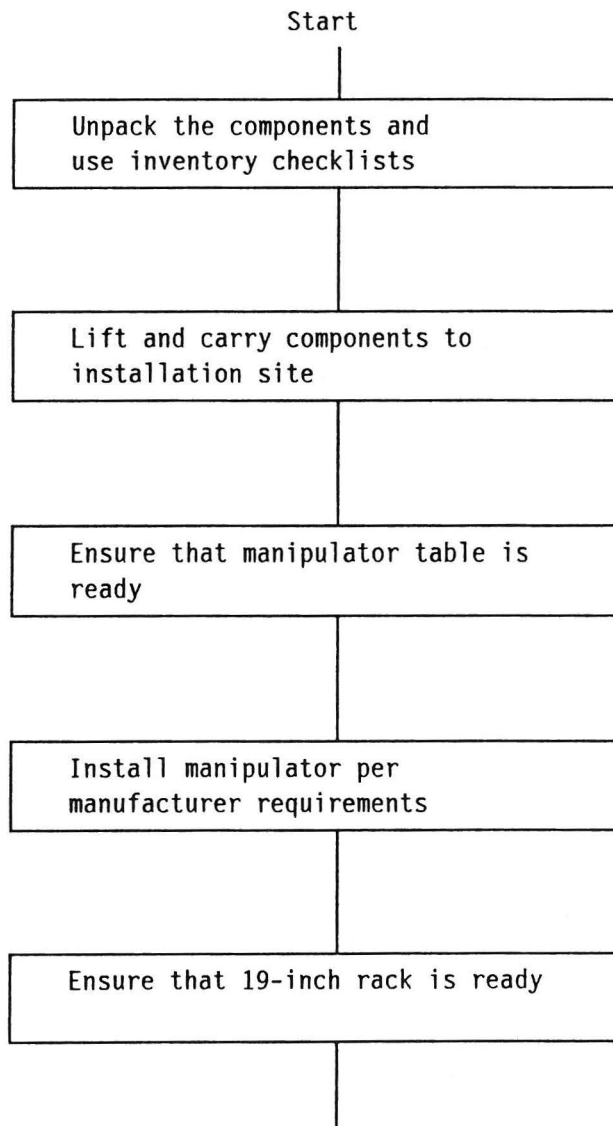 Start
Unpack the components and
use inventory checklists
Lift and carry components to
installation site
Ensure that manipulator table is
ready
Install manipulator per
manufacturer requirements
Ensure that 19-inch rack is ready